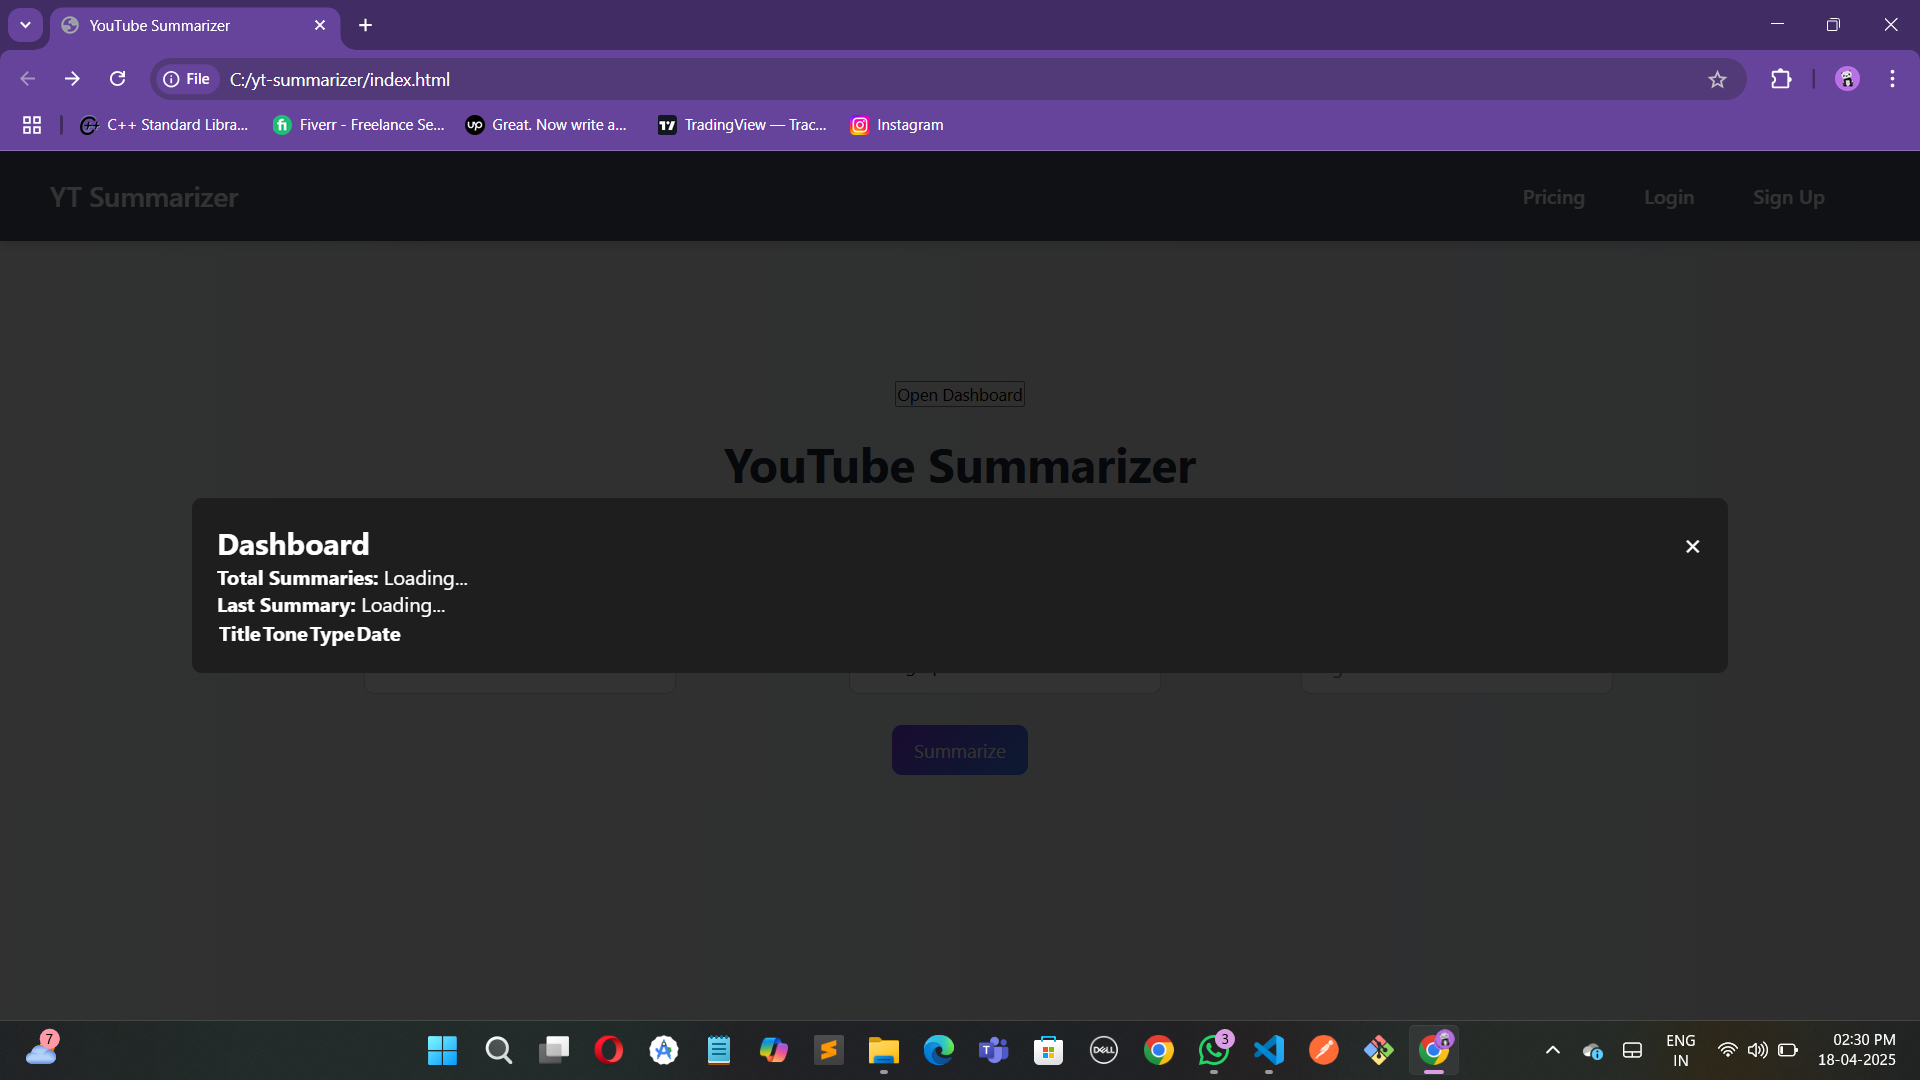 YouTube Summarizer
File C:/yt-summarizer/index.html
C++ Standard Libra... Fiverr - Freelance Se... up Great. Now write a... TradingView — Trac... Instagram
YT Summarizer Pricing Login Sign Up
Open Dashboard
YouTube Summarizer
Dashboard
Total Summaries: Loading...
Last Summary: Loading...
Title Tone Type Date
Summarize
7
DELL
3
ENG
IN
02:30 PM
18-04-2025